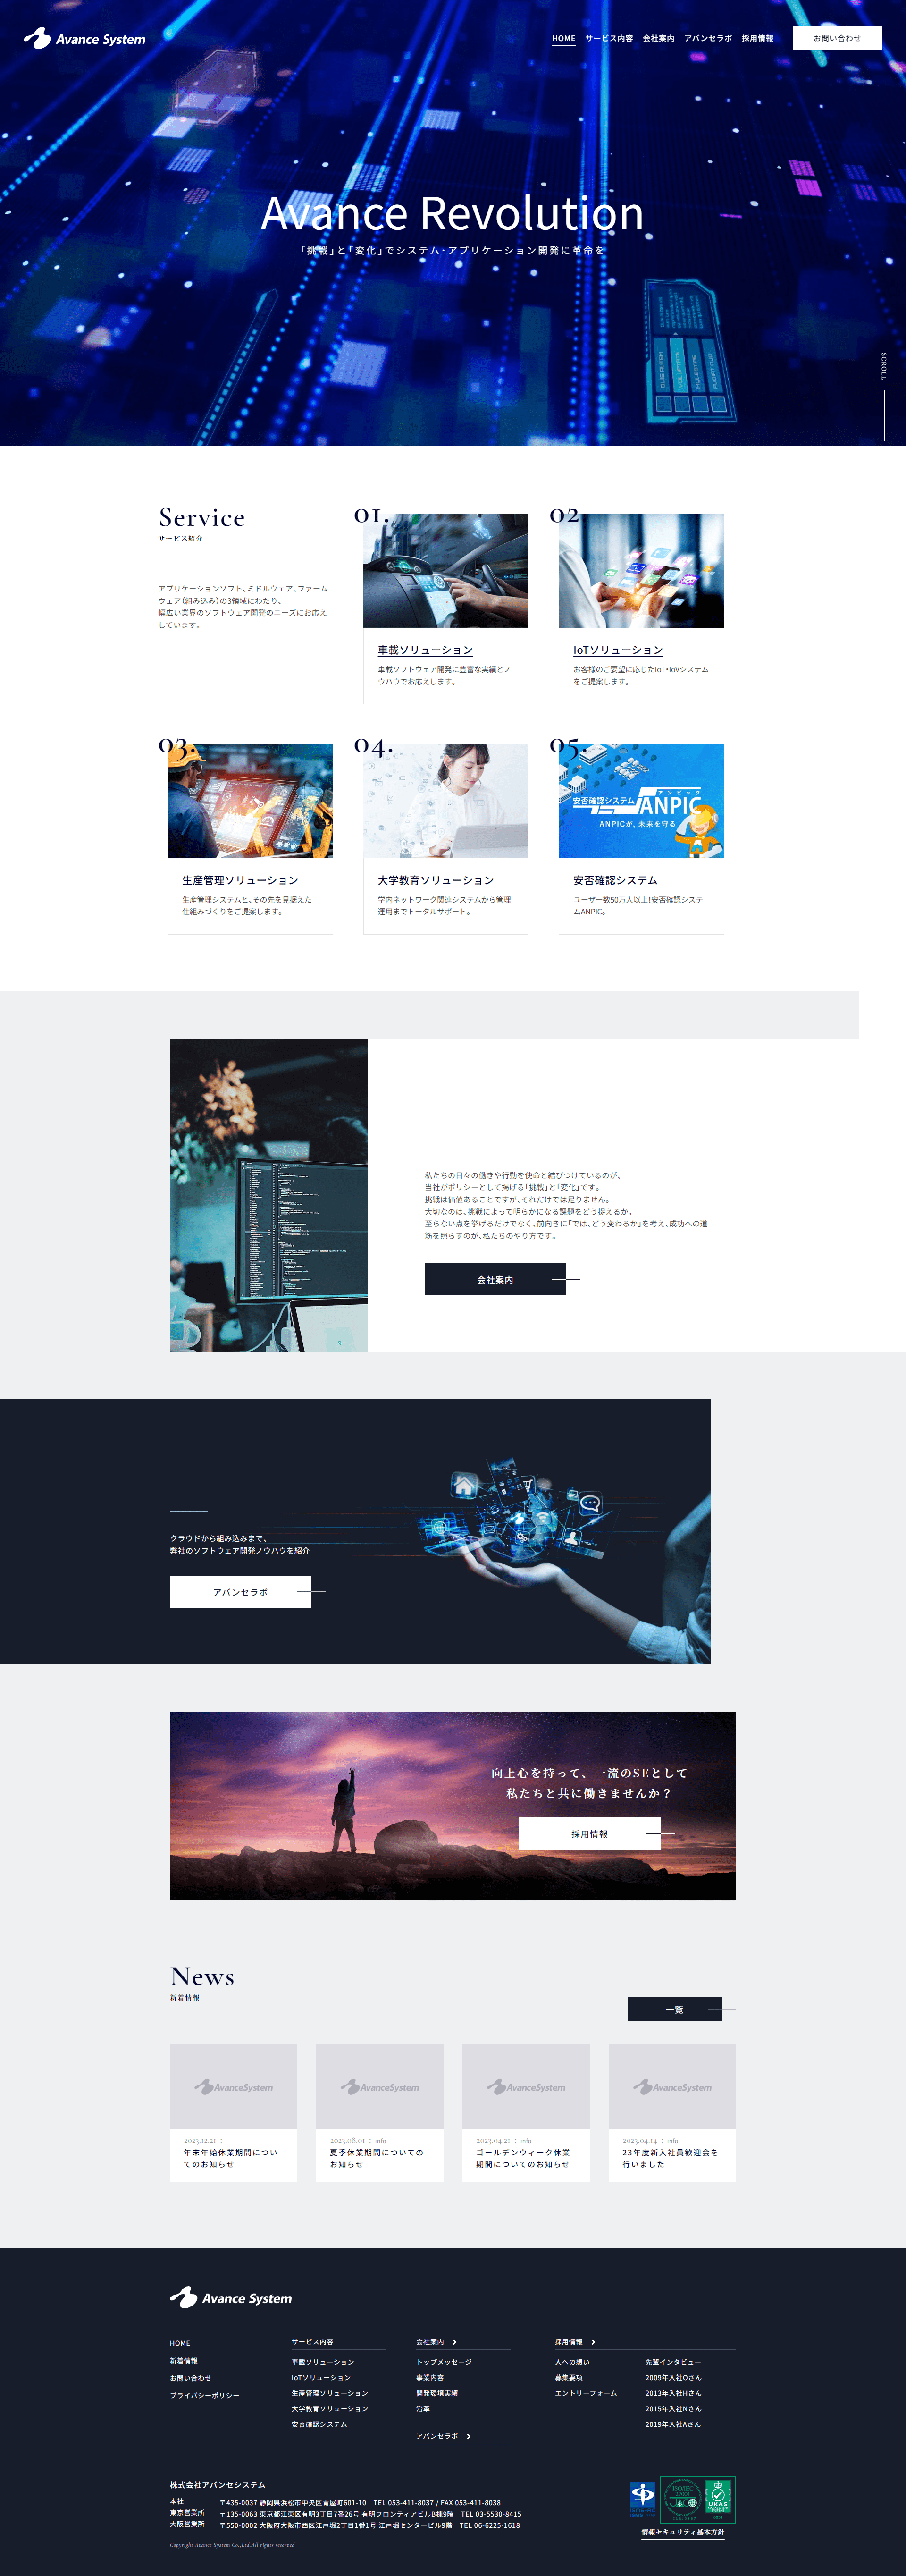 Avance System
HOME サービス内容 会社案内 アバンセラボ 採用情報 お問い合わせ
Avance Revolution
「挑戦」と「変化」でシステム・アプリケーション開発に革命を
SCROLL
Service
サービス紹介
アプリケーションソフト、ミドルウェア、ファーム
ウェア（組み込み）の3領域にわたり、
幅広い業界のソフトウェア開発のニーズにお応え
しています。
01.
車載ソリューション
車載ソフトウェア開発に豊富な実績とノ
ウハウでお応えします。
02.
IoTソリューション
お客様のご要望に応じたIoT・IoVシステム
をご提案します。
03.
生産管理ソリューション
生産管理システムと、その先を見据えた
仕組みづくりをご提案します。
04.
大学教育ソリューション
学内ネットワーク関連システムから管理
運用までトータルサポート。
05.
アンピック
安否確認システム ANPIC
ANPICが、未来を守る
安否確認システム
ユーザー数50万人以上！安否確認システ
ムANPIC。
私たちの日々の働きや行動を使命と結びつけているのが、
当社がポリシーとして掲げる「挑戦」と「変化」です。
挑戦は価値あることですが、それだけでは足りません。
大切なのは、挑戦によって明らかになる課題をどう捉えるか。
至らない点を挙げるだけでなく、前向きに「では、どう変わるか」を考え、成功への道
筋を照らすのが、私たちのやり方です。
会社案内
クラウドから組み込みまで、
弊社のソフトウェア開発ノウハウを紹介
アバンセラボ
向上心を持って、一流のSEとして
私たちと共に働きませんか？
採用情報
News
新着情報
一覧
AvanceSystem
2023.12.21 :
年末年始休業期間につい
てのお知らせ
AvanceSystem
2023.08.01 : info
夏季休業期間についての
お知らせ
AvanceSystem
2023.04.21 : info
ゴールデンウィーク休業
期間についてのお知らせ
AvanceSystem
2023.04.14 : info
23年度新入社員歓迎会を
行いました
Avance System
HOME
新着情報
お問い合わせ
プライバシーポリシー
サービス内容
車載ソリューション
IoTソリューション
生産管理ソリューション
大学教育ソリューション
安否確認システム
会社案内
トップメッセージ
事業内容
開発環境実績
沿革
アバンセラボ
採用情報
人への想い
募集要項
エントリーフォーム
先輩インタビュー
2009年入社Oさん
2013年入社Hさん
2015年入社Nさん
2019年入社Aさん
株式会社アバンセシステム
本社 〒435-0037 静岡県浜松市中央区青屋町601-10 TEL 053-411-8037 / FAX 053-411-8038
東京営業所 〒135-0063 東京都江東区有明3丁目7番26号 有明フロンティアビルB棟9階 TEL 03-5530-8415
大阪営業所 〒550-0002 大阪府大阪市西区江戸堀2丁目1番1号 江戸堀センタービル9階 TEL 06-6225-1618
UKAS
情報セキュリティ基本方針
Copyright Avance System Co.,Ltd.All rights reserved